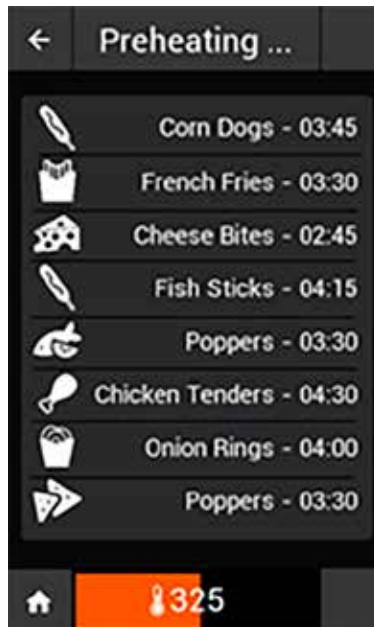 Preheating ...
Corn Dogs - 03:45
French Fries - 03:30
Cheese Bites - 02:45
Fish Sticks - 04:15
Poppers - 03:30
Chicken Tenders - 04:30
Onion Rings - 04:00
Poppers - 03:30
325